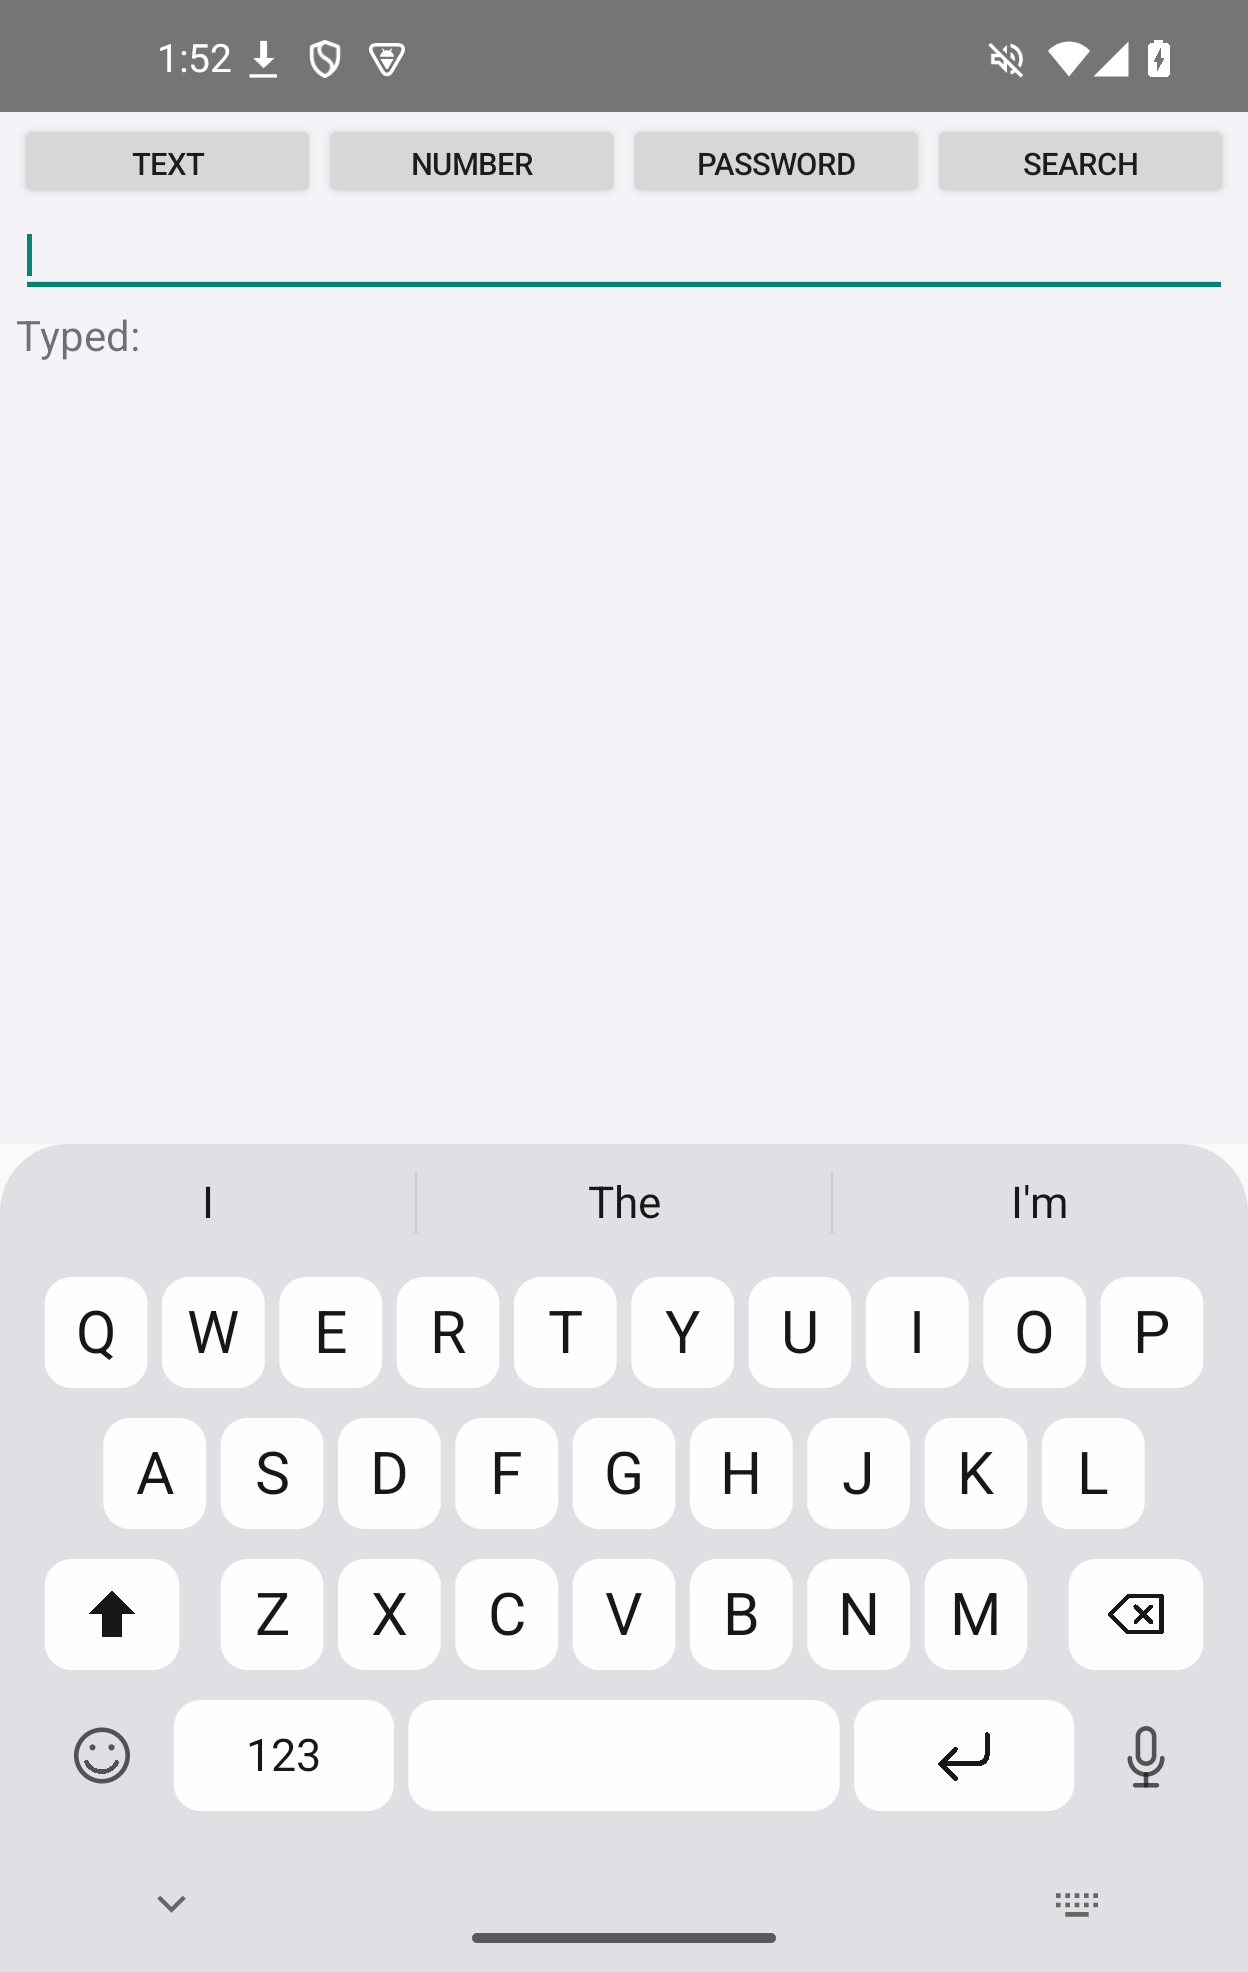 1:52
TEXT NUMBER PASSWORD SEARCH
Typed:
I The I'm
Q W E R T Y U I O P
A S D F G H J K L
Z X C V B N M
123